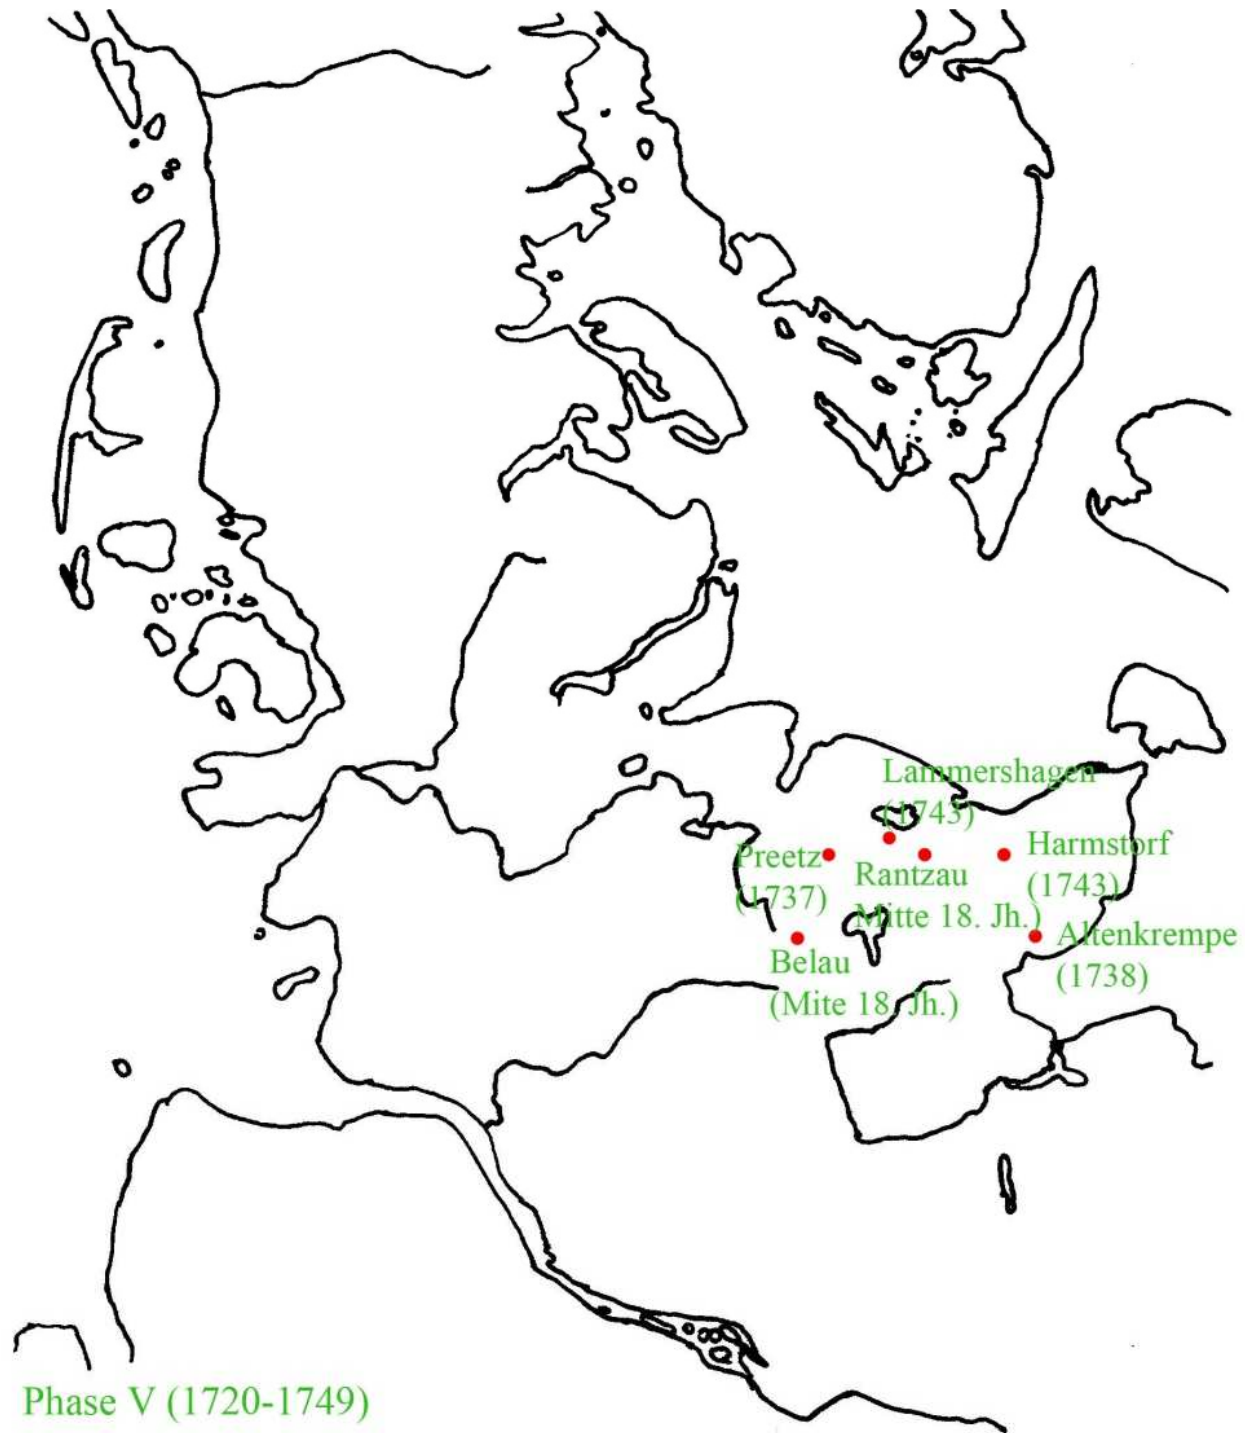 Lammershagen
(1743)
Preetz
(1737)
Rantzau
Mitte 18. Jh.)
Harmstorf
(1743)
Belau
(Mite 18. Jh.)
Altenkrempe
(1738)
Phase V (1720-1749)